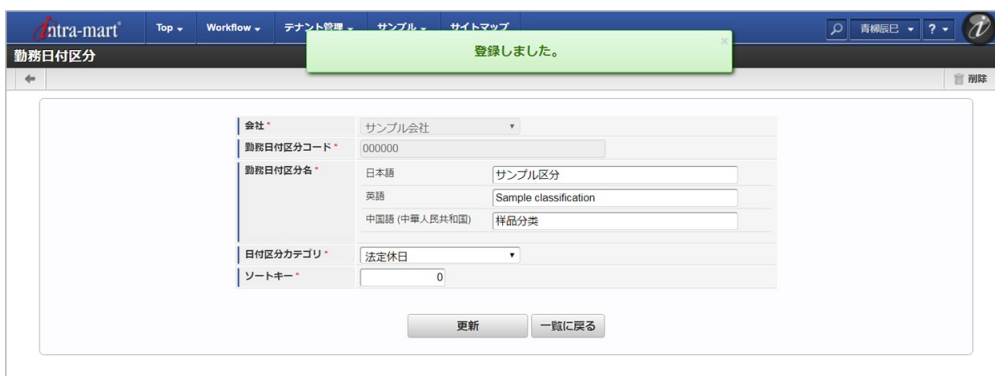 intra-mart® Top Workflow テナント管理 サンプル サイトマップ 青柳辰巳 ?
登録しました。 ×
勤務日付区分
削除
会社* サンプル会社
勤務日付区分コード* 000000
勤務日付区分名* 日本語 サンプル区分
英語 Sample classification
中国語 (中華人民共和国) 样品分类
日付区分カテゴリ* 法定休日
ソートキー* 0
更新 一覧に戻る